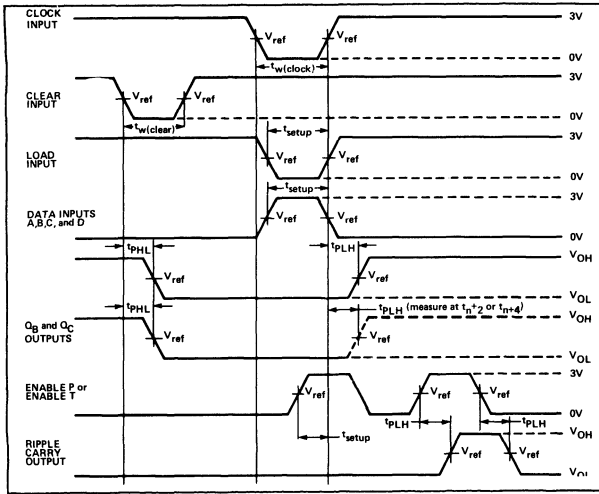 CLOCK INPUT
3V
Vref
Vref
tw(clock)
0V
3V
CLEAR INPUT
Vref
Vref
0V
tw(clear)
tsetup
3V
LOAD INPUT
Vref
Vref
0V
tsetup
3V
DATA INPUTS A,B,C, and D
Vref
Vref
0V
tPHL
tPLH
VOH
Vref
Vref
VOL
tPHL
tPLH (measure at tn+2 or tn+4)
VOH
QB and QC OUTPUTS
Vref
Vref
VOL
3V
ENABLE P or ENABLE T
Vref
Vref
Vref
0V
tsetup
tPLH
tPLH
VOH
RIPPLE CARRY OUTPUT
Vref
Vref
VOL